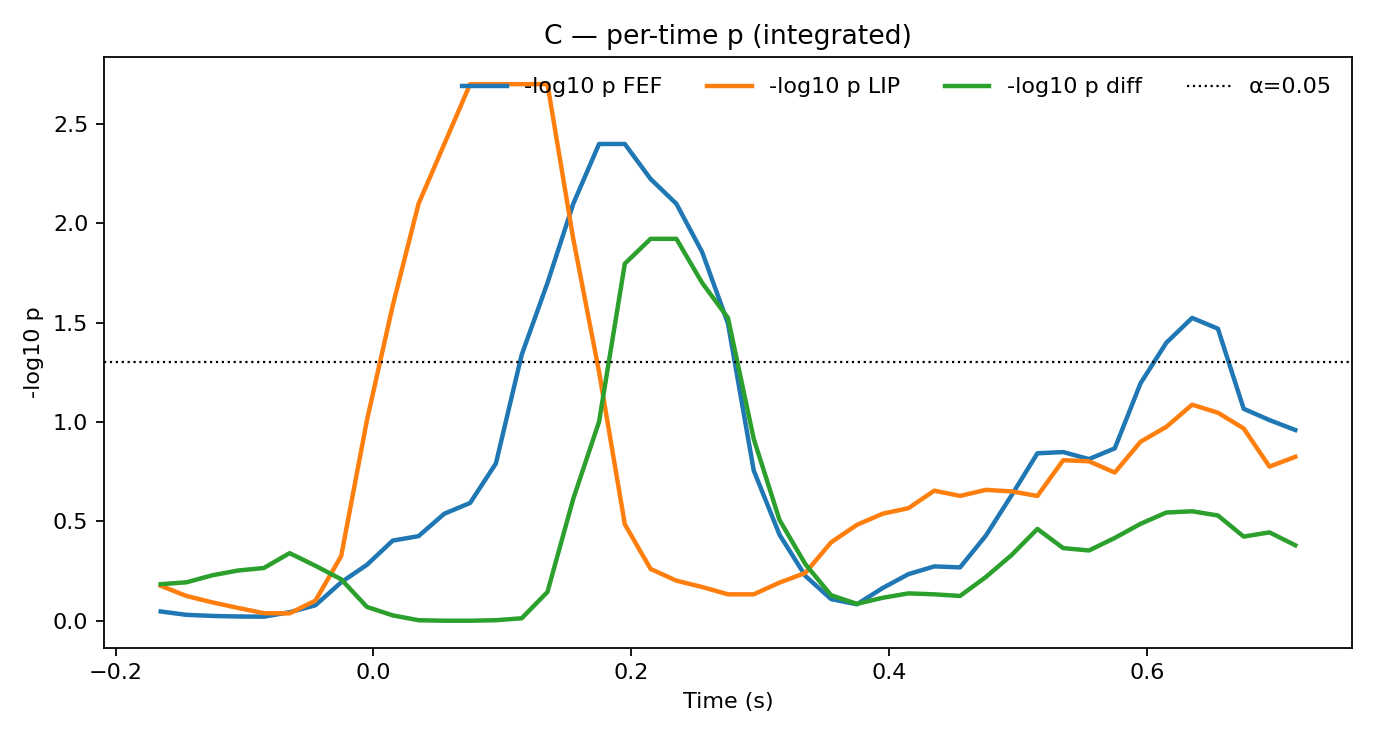 C — per-time p (integrated)
-log10 p FEF
-log10 p LIP
-log10 p diff
α=0.05
-log10 p
2.5
2.0
1.5
1.0
0.5
0.0
−0.2
0.0
0.2
0.4
0.6
Time (s)